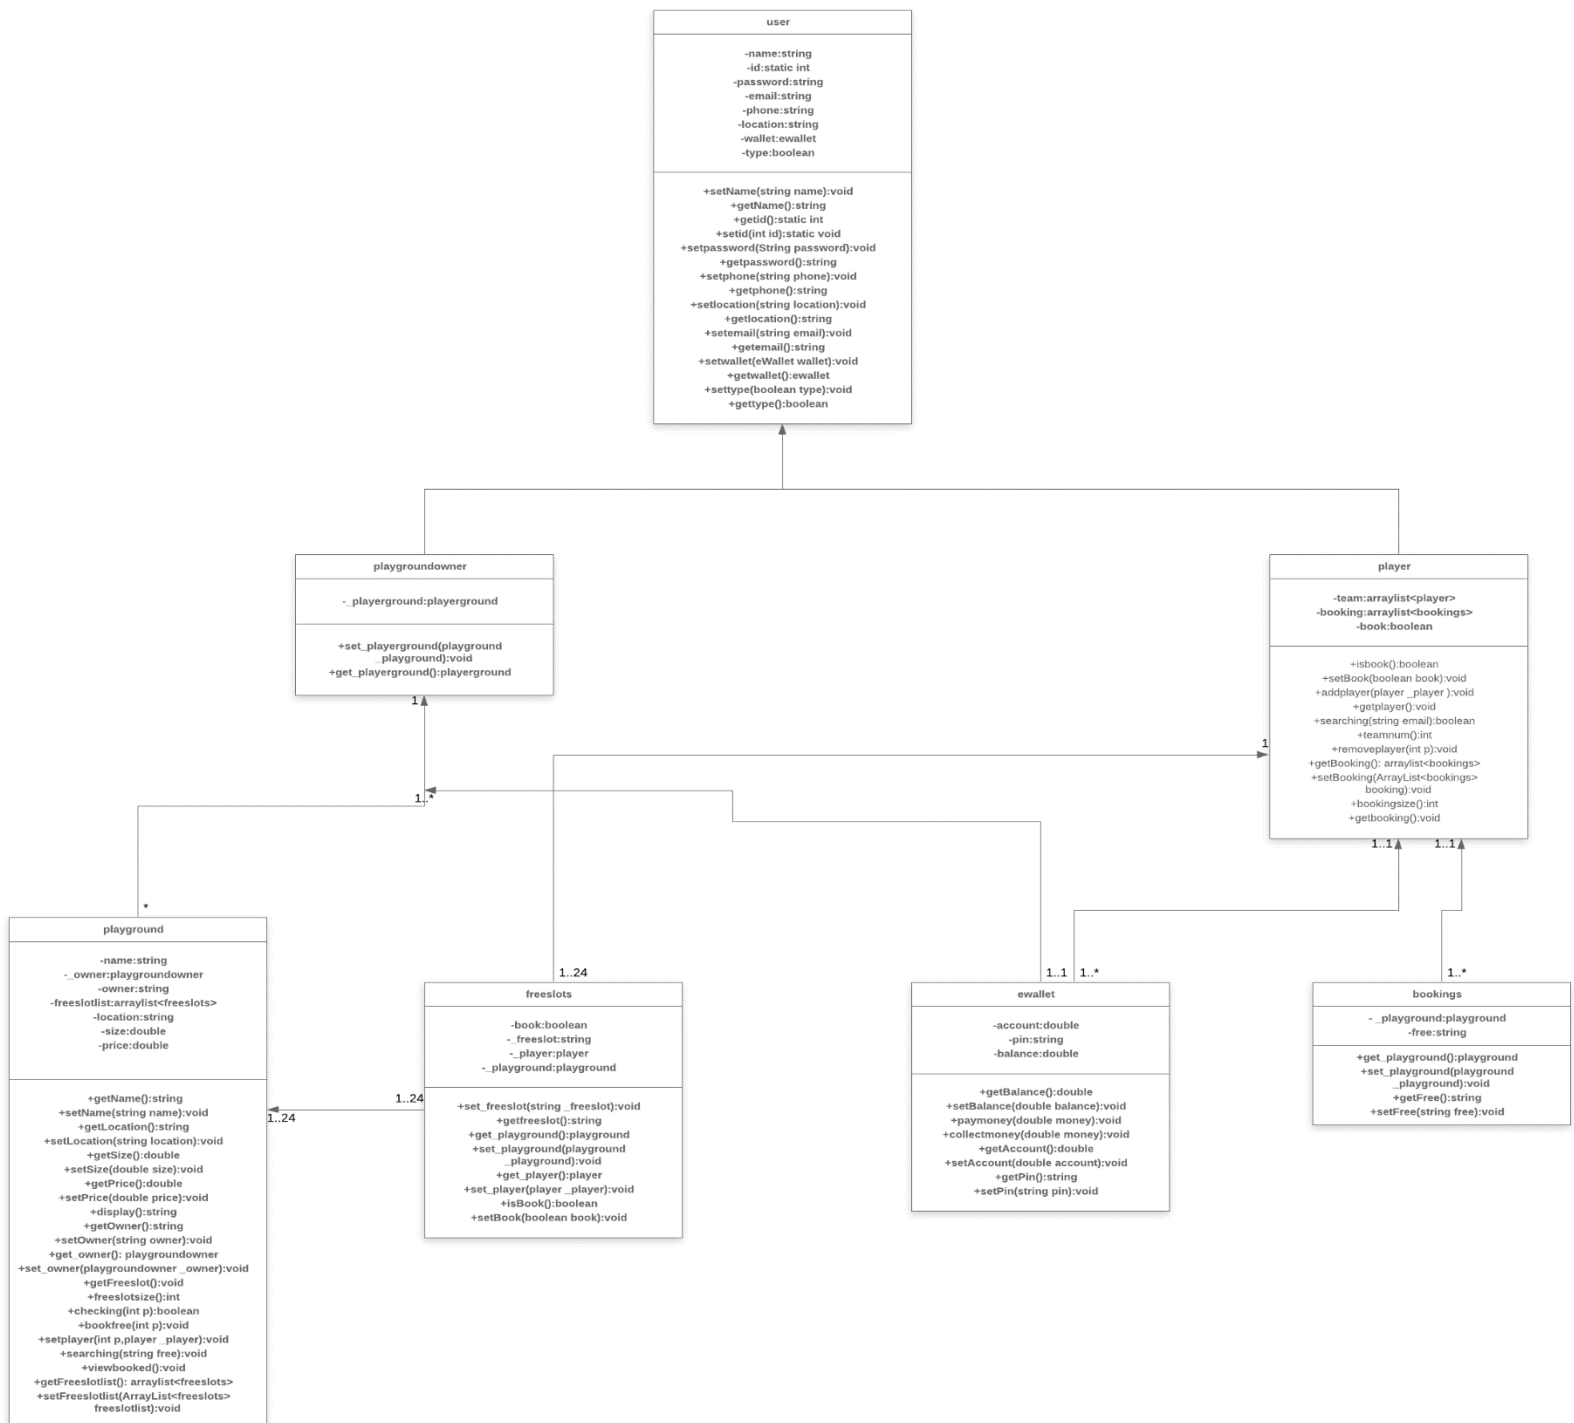 user
-name:string
-id:static int
-password:string
-email:string
-phone:string
-location:string
-wallet:ewallet
-type:boolean
+setName(string name):void
+getName():string
+getid():static int
+setid(int id):static void
+setpassword(String password):void
+getpassword():string
+setphone(string phone):void
+getphone():string
+setlocation(string location):void
+getlocation():string
+setemail(string email):void
+getemail():string
+setwallet(eWallet wallet):void
+getwallet():ewallet
+settype(boolean type):void
+gettype():boolean
playgroundowner
-_playerground:playerground
+set_playerground(playground
_playground):void
+get_playerground():playerground
1
1..*
*
player
-team:arraylist<player>
-booking:arraylist<bookings>
-book:boolean
+isbook():boolean
+setBook(boolean book):void
+addplayer(player _player ):void
+getplayer():void
+searching(string email):boolean
+teamnum():int
+removeplayer(int p):void
+getBooking(): arraylist<bookings>
+setBooking(ArrayList<bookings>
booking):void
+bookingsize():int
+getbooking():void
1
1..1
1..1
playground
-name:string
-_owner:playgroundowner
-owner:string
-freeslotlist:arraylist<freeslots>
-location:string
-size:double
-price:double
+getName():string
+setName(string name):void
+getLocation():string
+setLocation(string location):void
+getSize():double
+setSize(double size):void
+getPrice():double
+setPrice(double price):void
+display():string
+getOwner():string
+setOwner(string owner):void
+get_owner(): playgroundowner
+set_owner(playgroundowner _owner):void
+getFreeslot():void
+freeslotsize():int
+checking(int p):boolean
+bookfree(int p):void
+setplayer(int p,player _player):void
+searching(string free):void
+viewbooked():void
+getFreeslotlist(): arraylist<freeslots>
+setFreeslotlist(ArrayList<freeslots>
freeslotlist):void
1..24
1..24
1..24
freeslots
-book:boolean
-_freeslot:string
-_player:player
-_playground:playground
+set_freeslot(string _freeslot):void
+getfreeslot():string
+get_playground():playground
+set_playground(playground
_playground):void
+get_player():player
+set_player(player _player):void
+isBook():boolean
+setBook(boolean book):void
1..1
1..*
ewallet
-account:double
-pin:string
-balance:double
+getBalance():double
+setBalance(double balance):void
+paymoney(double money):void
+collectmoney(double money):void
+getAccount():double
+setAccount(double account):void
+getPin():string
+setPin(string pin):void
1..*
bookings
- _playground:playground
-free:string
+get_playground():playground
+set_playground(playground
_playground):void
+getFree():string
+setFree(string free):void